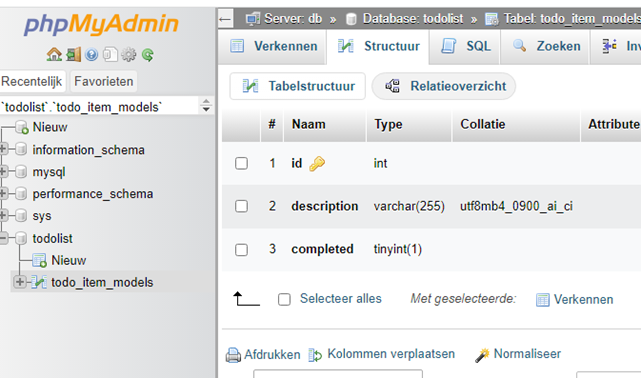 phpMyAdmin
Recentelijk Favorieten
`todolist`.`todo_item_models`
Nieuw
information_schema
mysql
performance_schema
sys
todolist
Nieuw
todo_item_models
Server: db » Database: todolist » Tabel: todo_item_models
Verkennen Structuur SQL Zoeken Inv
Tabelstructuur Relatieoverzicht
# Naam Type Collatie Attribute
1 id int
2 description varchar(255) utf8mb4_0900_ai_ci
3 completed tinyint(1)
Selecteer alles Met geselecteerde: Verkennen
Afdrukken Kolommen verplaatsen Normaliseer